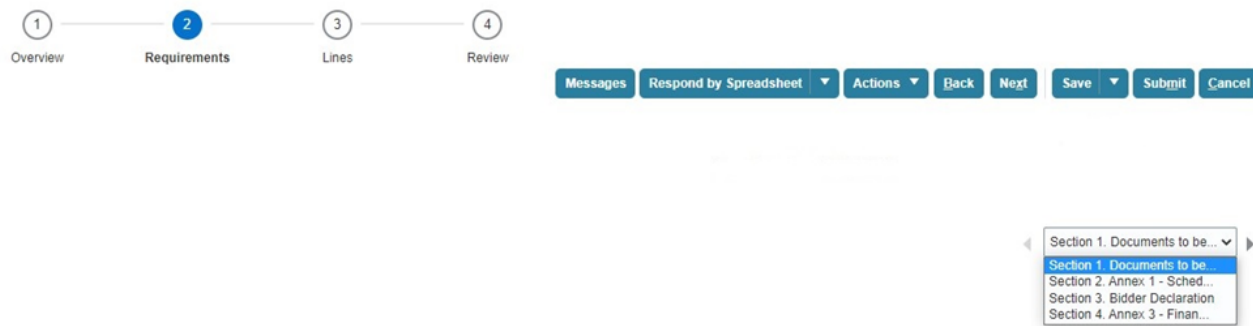 1 2 3 4
Overview Requirements Lines Review
Messages Respond by Spreadsheet Actions Back Next Save Submit Cancel
Section 1. Documents to be...
Section 1. Documents to be...
Section 2. Annex 1 - Sched...
Section 3. Bidder Declaration
Section 4. Annex 3 - Finan...